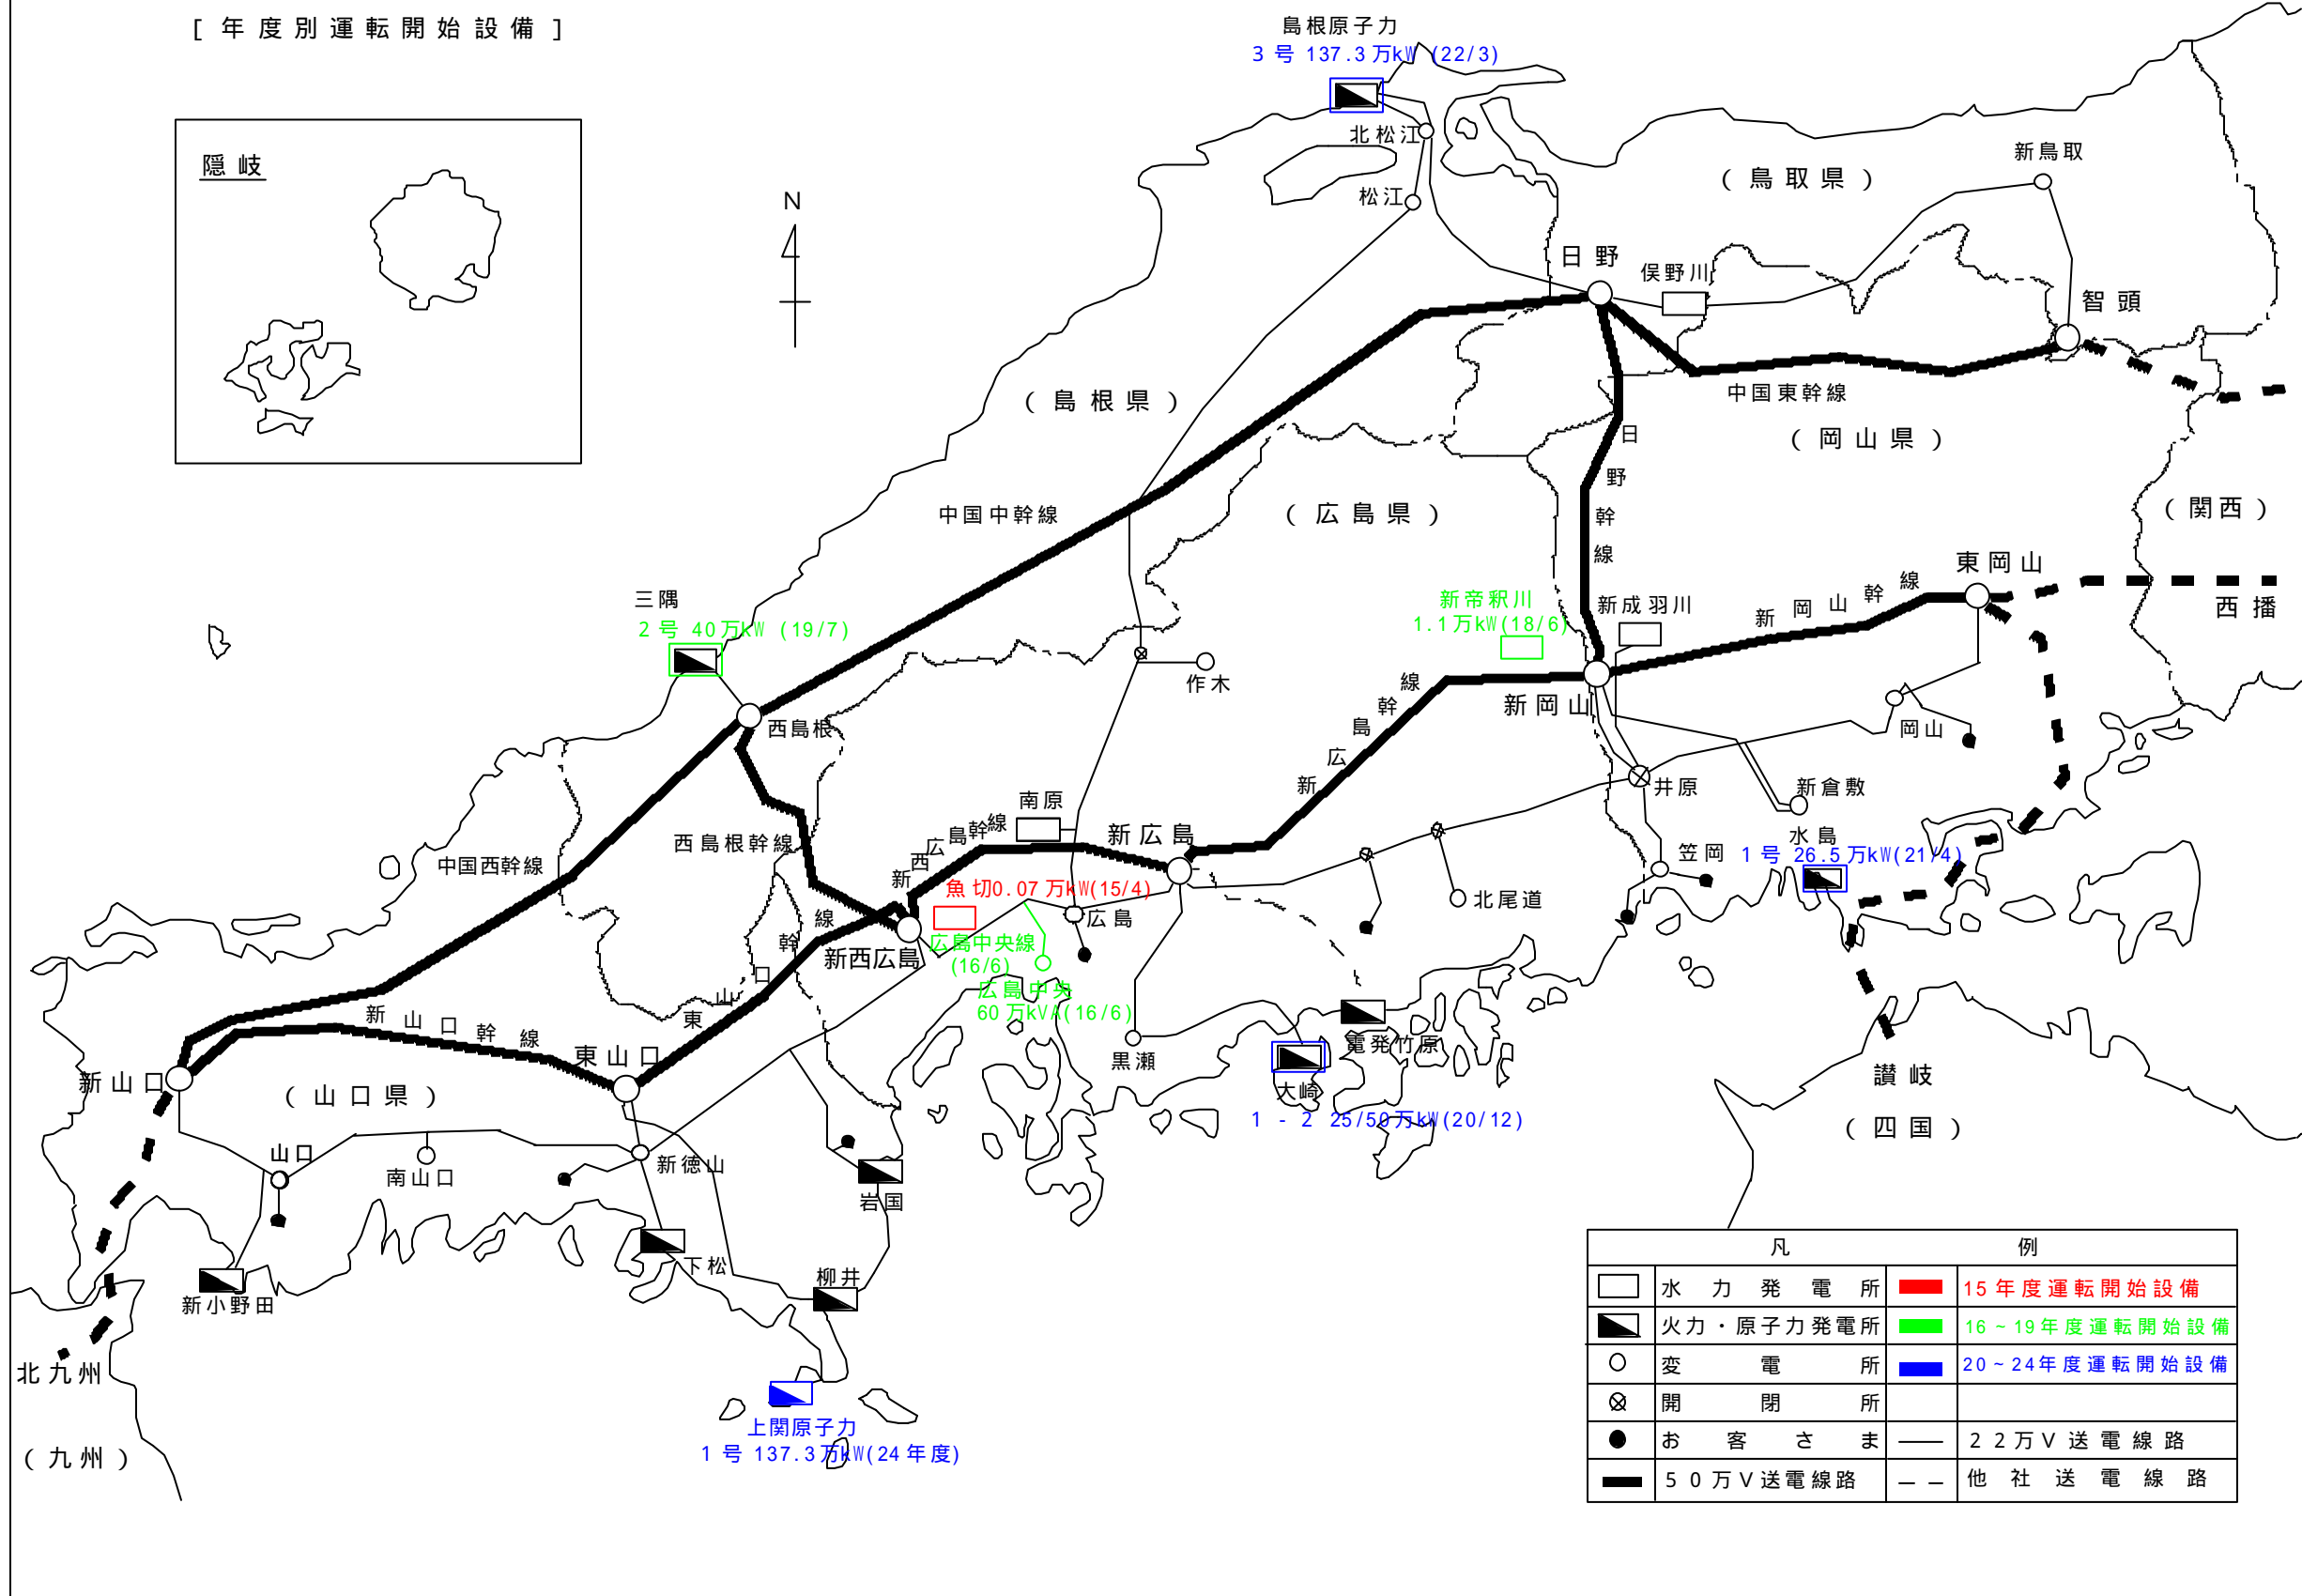 [ 年度別運転開始設備 ]
島根原子力
3 号 137.3 万kW (22/3)
隠岐
N
北松江
松江
(鳥取県)
新鳥取
日野
俣野川
智頭
中国東幹線
(島根県)
(岡山県)
日野幹線
(広島県)
(関西)
中国中幹線
東岡山
西播
三隅
2 号 40万kW (19/7)
新帝釈川
1.1万kW(18/6)
新成羽川
新岡山幹線
作木
新岡山
西島根
新広島幹線
岡山
井原
新倉敷
南原
新西広島幹線
新広島
西島根幹線
中国西幹線
水島
1 号 26.5 万kW(21/4)
笠岡
魚切0.07 万kW(15/4)
広島
北尾道
新西広島
広島中央線
(16/6)
広島中央
60 万kVA(16/6)
東山口幹線
新山口幹線
東山口
電発竹原
黒瀬
大崎
1 - 2 25/50万kW(20/12)
新山口
(山口県)
讃岐
(四国)
山口
南山口
新徳山
岩国
下松
柳井
新小野田
北九州
(九州)
上関原子力
1 号 137.3万kW(24年度)
凡 例
水力発電所 15年度運転開始設備
火力・原子力発電所 16~19年度運転開始設備
変電所 20~24年度運転開始設備
開閉所
お客さま 22万V送電線路
50万V送電線路 他社送電線路